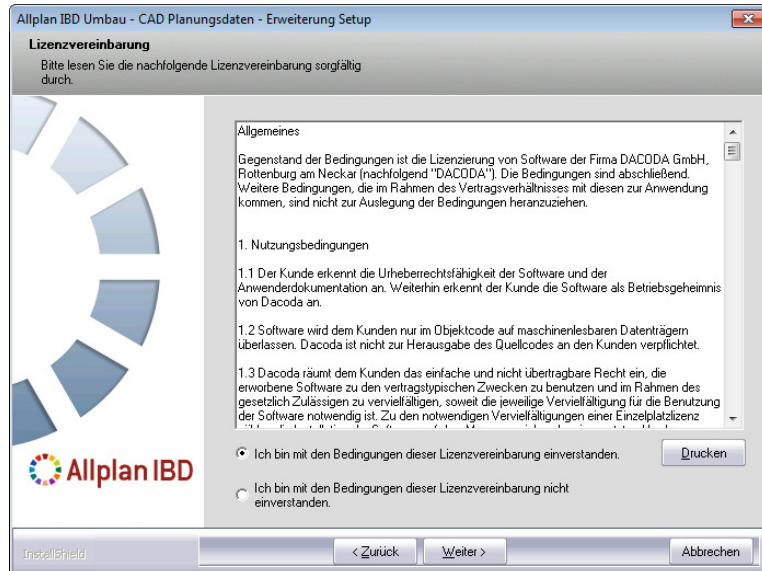 Allplan IBD Umbau - CAD Planungsdaten - Erweiterung Setup
Lizenzvereinbarung
Bitte lesen Sie die nachfolgende Lizenzvereinbarung sorgfältig
durch.
Allgemeines
Gegenstand der Bedingungen ist die Lizenzierung von Software der Firma DACODA GmbH,
Rottenburg am Neckar (nachfolgend "DACODA"). Die Bedingungen sind abschließend.
Weitere Bedingungen, die im Rahmen des Vertragsverhältnisses mit diesen zur Anwendung
kommen, sind nicht zur Auslegung der Bedingungen heranzuziehen.
1. Nutzungsbedingungen
1.1 Der Kunde erkennt die Urheberrechtsfähigkeit der Software und der
Anwenderdokumentation an. Weiterhin erkennt der Kunde die Software als Betriebsgeheimnis
von Dacoda an.
1.2 Software wird dem Kunden nur im Objektcode auf maschinenlesbaren Datenträgern
überlassen. Dacoda ist nicht zur Herausgabe des Quellcodes an den Kunden verpflichtet.
1.3 Dacoda räumt dem Kunden das einfache und nicht übertragbare Recht ein, die
erworbene Software zu den vertragstypischen Zwecken zu benutzen und im Rahmen des
gesetzlich Zulässigen zu vervielfältigen, soweit die jeweilige Vervielfältigung für die Benutzung
der Software notwendig ist. Zu den notwendigen Vervielfältigungen einer Einzelplatzlizenz
Ich bin mit den Bedingungen dieser Lizenzvereinbarung einverstanden.
Drucken
Allplan IBD
Ich bin mit den Bedingungen dieser Lizenzvereinbarung nicht
einverstanden.
InstallShield
< Zurück
Weiter >
Abbrechen